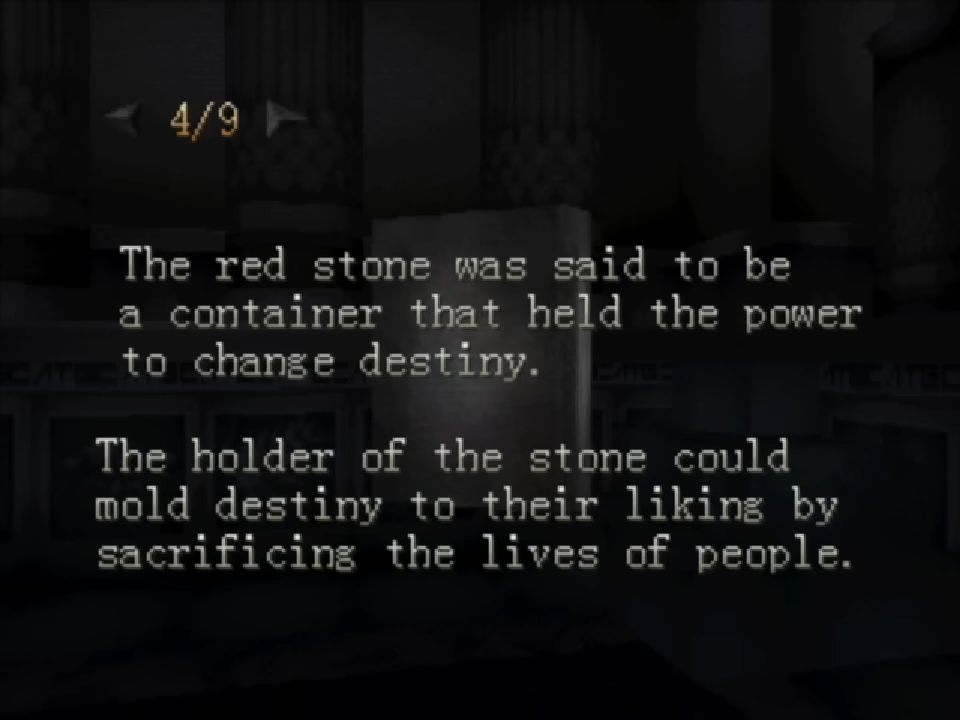 4/9
The red stone was said to be
a container that held the power
to change destiny.
The holder of the stone could
mold destiny to their liking by
sacrificing the lives of people.